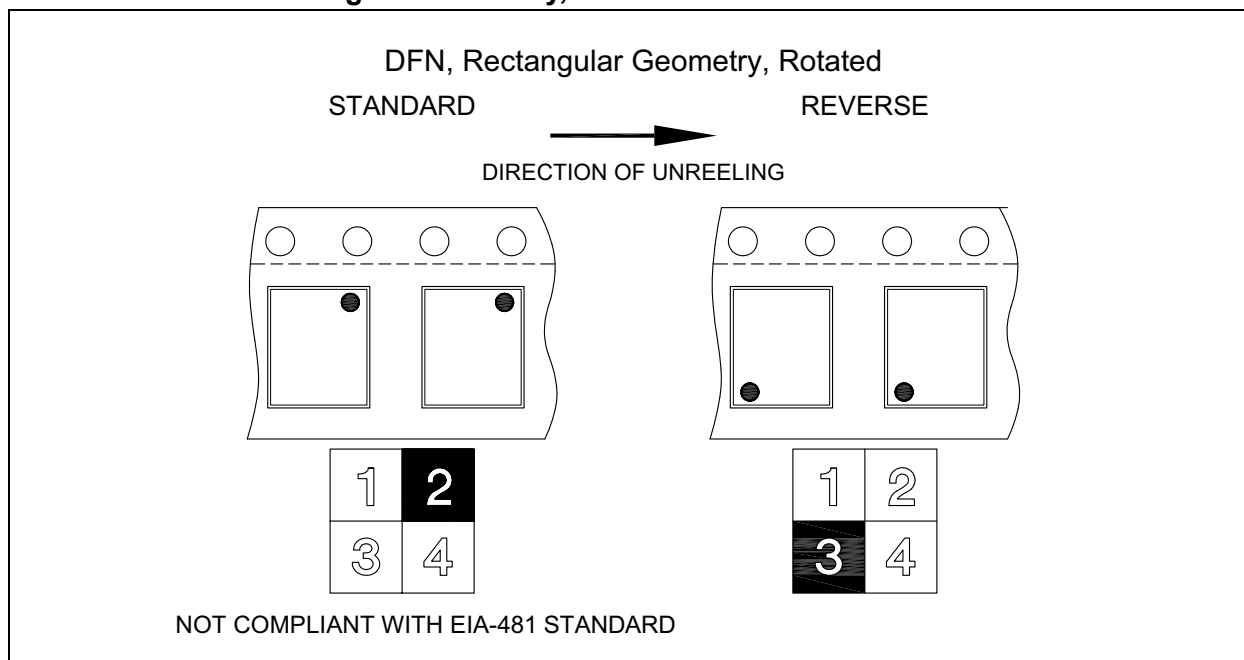 DFN, Rectangular Geometry, Rotated
STANDARD
REVERSE
DIRECTION OF UNREELING
1 2
3 4
1 2
3 4
NOT COMPLIANT WITH EIA-481 STANDARD